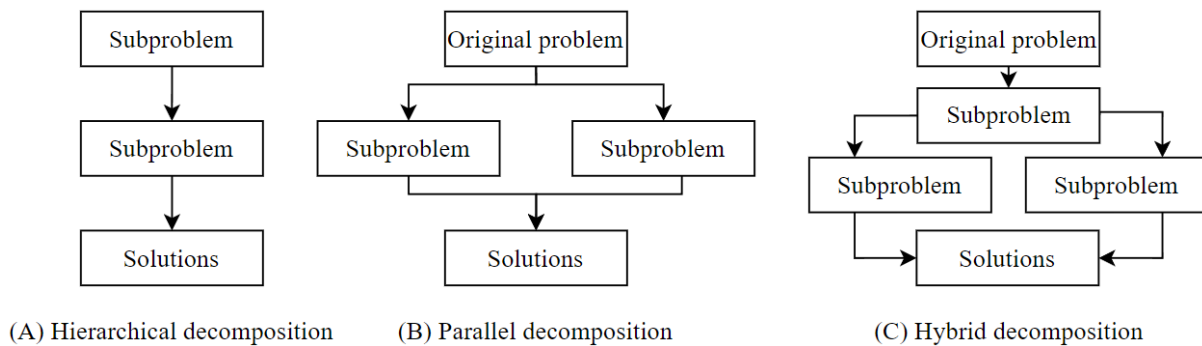 Subproblem
Subproblem
Solutions
(A) Hierarchical decomposition
Original problem
Subproblem
Subproblem
Solutions
(B) Parallel decomposition
Original problem
Subproblem
Subproblem
Subproblem
Solutions
(C) Hybrid decomposition